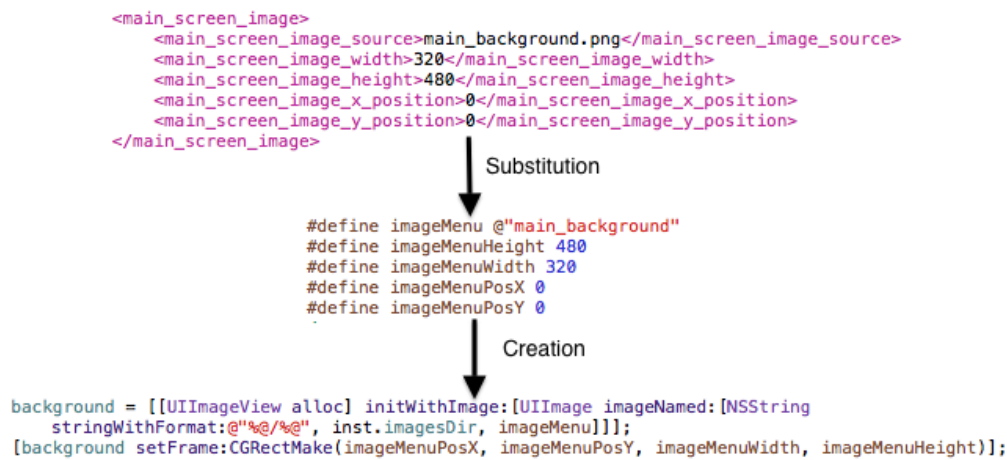 <main_screen_image>
<main_screen_image_source>main_background.png</main_screen_image_source>
<main_screen_image_width>320</main_screen_image_width>
<main_screen_image_height>480</main_screen_image_height>
<main_screen_image_x_position>0</main_screen_image_x_position>
<main_screen_image_y_position>0</main_screen_image_y_position>
</main_screen_image>
Substitution
#define imageMenu @"main_background"
#define imageMenuHeight 480
#define imageMenuWidth 320
#define imageMenuPosX 0
#define imageMenuPosY 0
Creation
background = [[UIImageView alloc] initWithImage:[UIImage imageNamed:[NSString
stringWithFormat:@"%@/%@", inst.imagesDir, imageMenu]]];
[background setFrame:CGRectMake(imageMenuPosX, imageMenuPosY, imageMenuWidth, imageMenuHeight)];